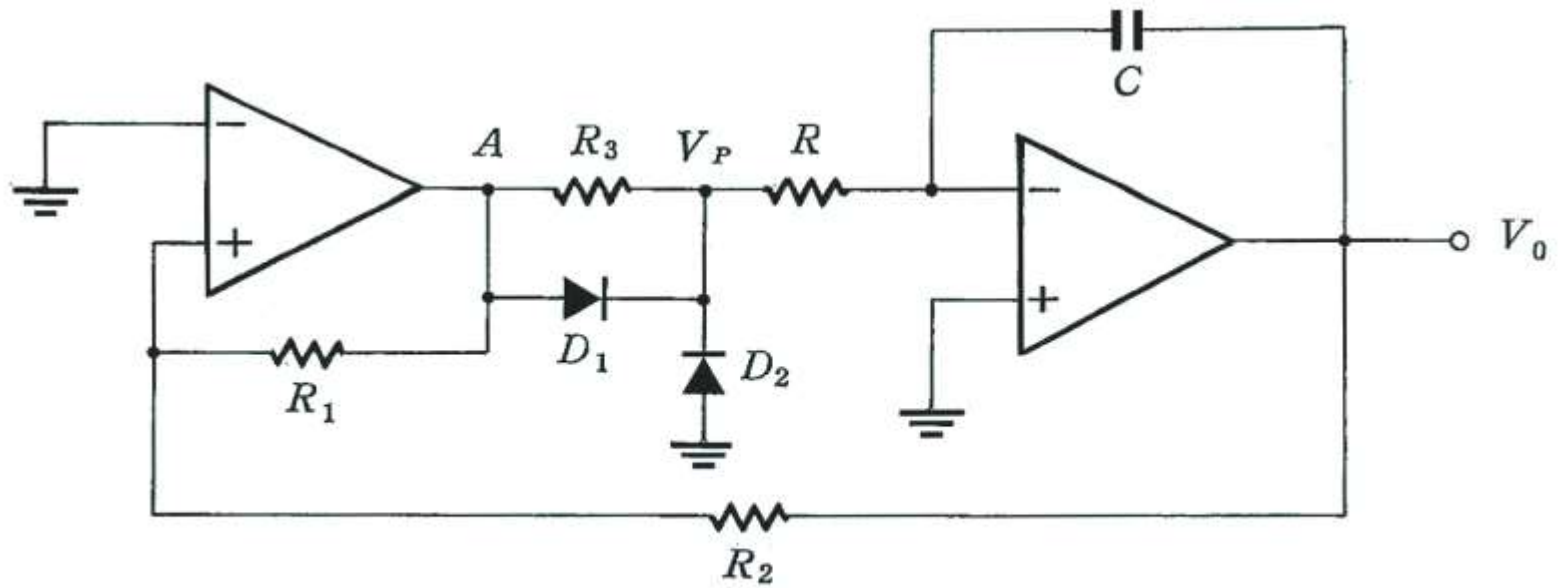 C
A
R3
VP
R
−
−
+
+
V0
D1
D2
R1
R2